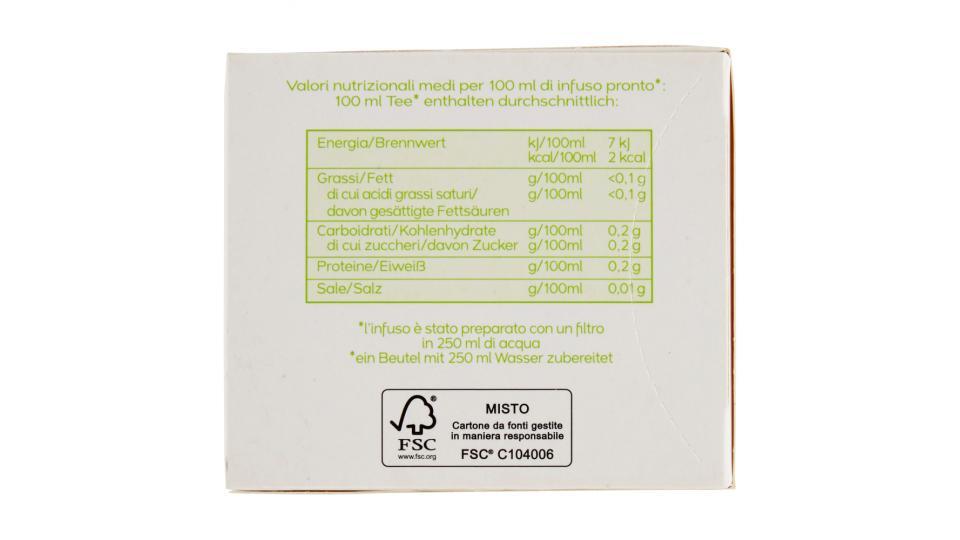 Valori nutrizionali medi per 100 ml di infuso pronto*:
100 ml Tee* enthalten durchschnittlich:
Energia/Brennwert kj/100ml 7 kj
kcal/100ml 2 kcal
Grassi/Fett g/100ml <0,1 g
di cui acidi grassi saturi/ g/100ml <0,1 g
davon gesättigte Fettsäuren
Carboidrati/Kohlenhydrate g/100ml 0,2 g
di cui zuccheri/davon Zucker g/100ml 0,2 g
Proteine/Eiweiß g/100ml 0,2 g
Sale/Salz g/100ml 0,01 g
*l'infuso è stato preparato con un filtro
in 250 ml di acqua
*ein Beutel mit 250 ml Wasser zubereitet
®
FSC
www.fsc.org
MISTO
Cartone da fonti gestite
in maniera responsabile
FSC® C104006